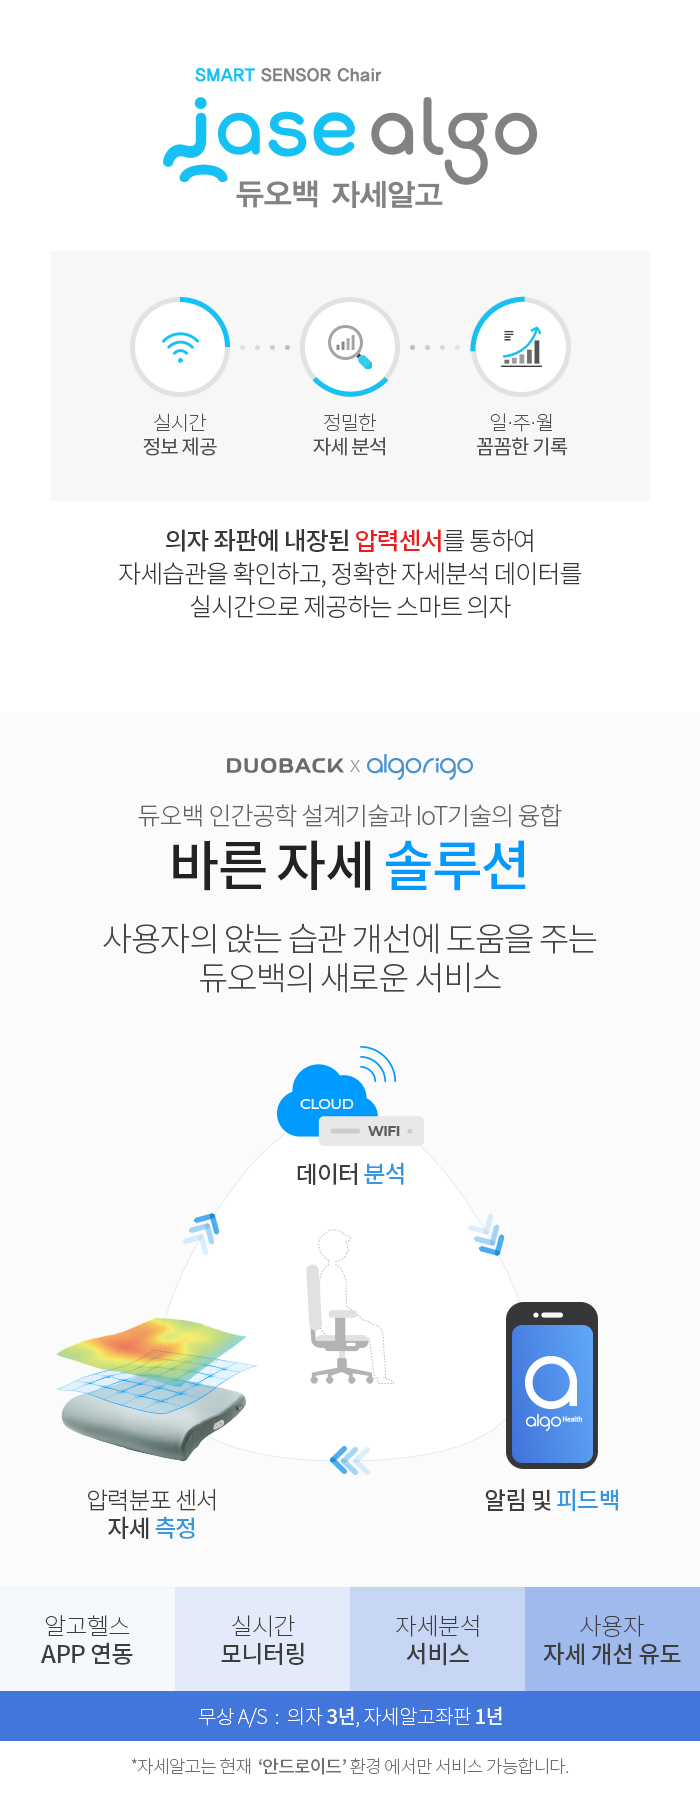 SMART SENSOR Chair
jase algo
듀오백 자세알고
실시간
정보 제공
정밀한
자세 분석
일·주·월
꼼꼼한 기록
의자 좌판에 내장된 압력센서를 통하여
자세습관을 확인하고, 정확한 자세분석 데이터를
실시간으로 제공하는 스마트 의자
DUOBACK x algorigo
듀오백 인간공학 설계기술과 IoT기술의 융합
바른 자세 솔루션
사용자의 앉는 습관 개선에 도움을 주는
듀오백의 새로운 서비스
CLOUD
WIFI
데이터 분석
a
algo Health
압력분포 센서
자세 측정
알림 및 피드백
알고헬스
APP 연동
실시간
모니터링
자세분석
서비스
사용자
자세 개선 유도
무상 A/S : 의자 3년, 자세알고좌판 1년
*자세알고는 현재 ‘안드로이드’ 환경 에서만 서비스 가능합니다.